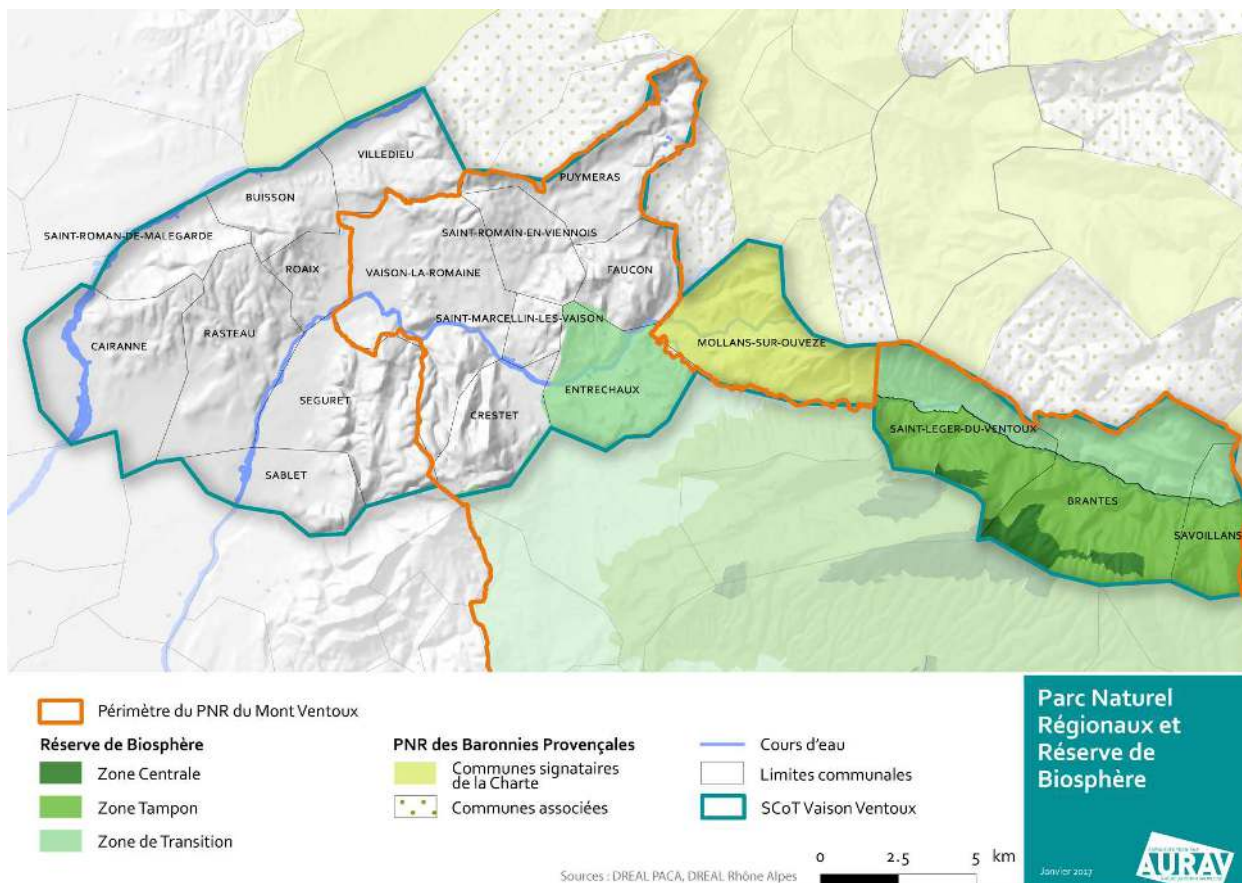 VILLEDIEU
PUYMERAS
BUISSON
SAINT-ROMAN-DE-MALEGARDE
SAINT-ROMAIN-EN-VIENNOIS
ROAIX
VAISON-LA-ROMAINE
FAUCON
SAINT-MARCELLIN-LES-VAISON
RASTEAU
CAIRANNE
MOLLANS-SUR-OUVEZE
ENTRECHAUX
SEGURET
CRESTET
SAINT-LEGER-DU-VENTOUX
SABLET
BRANTES
SAVOILLANS
Périmètre du PNR du Mont Ventoux
Réserve de Biosphère
Zone Centrale
Zone Tampon
Zone de Transition
PNR des Baronnies Provençales
Communes signataires
de la Charte
Communes associées
Cours d'eau
Limites communales
SCoT Vaison Ventoux
Sources : DREAL PACA, DREAL Rhône Alpes
0 2.5 5 km
Parc Naturel
Régionaux et
Réserve de
Biosphère
Janvier 2017
AURAV